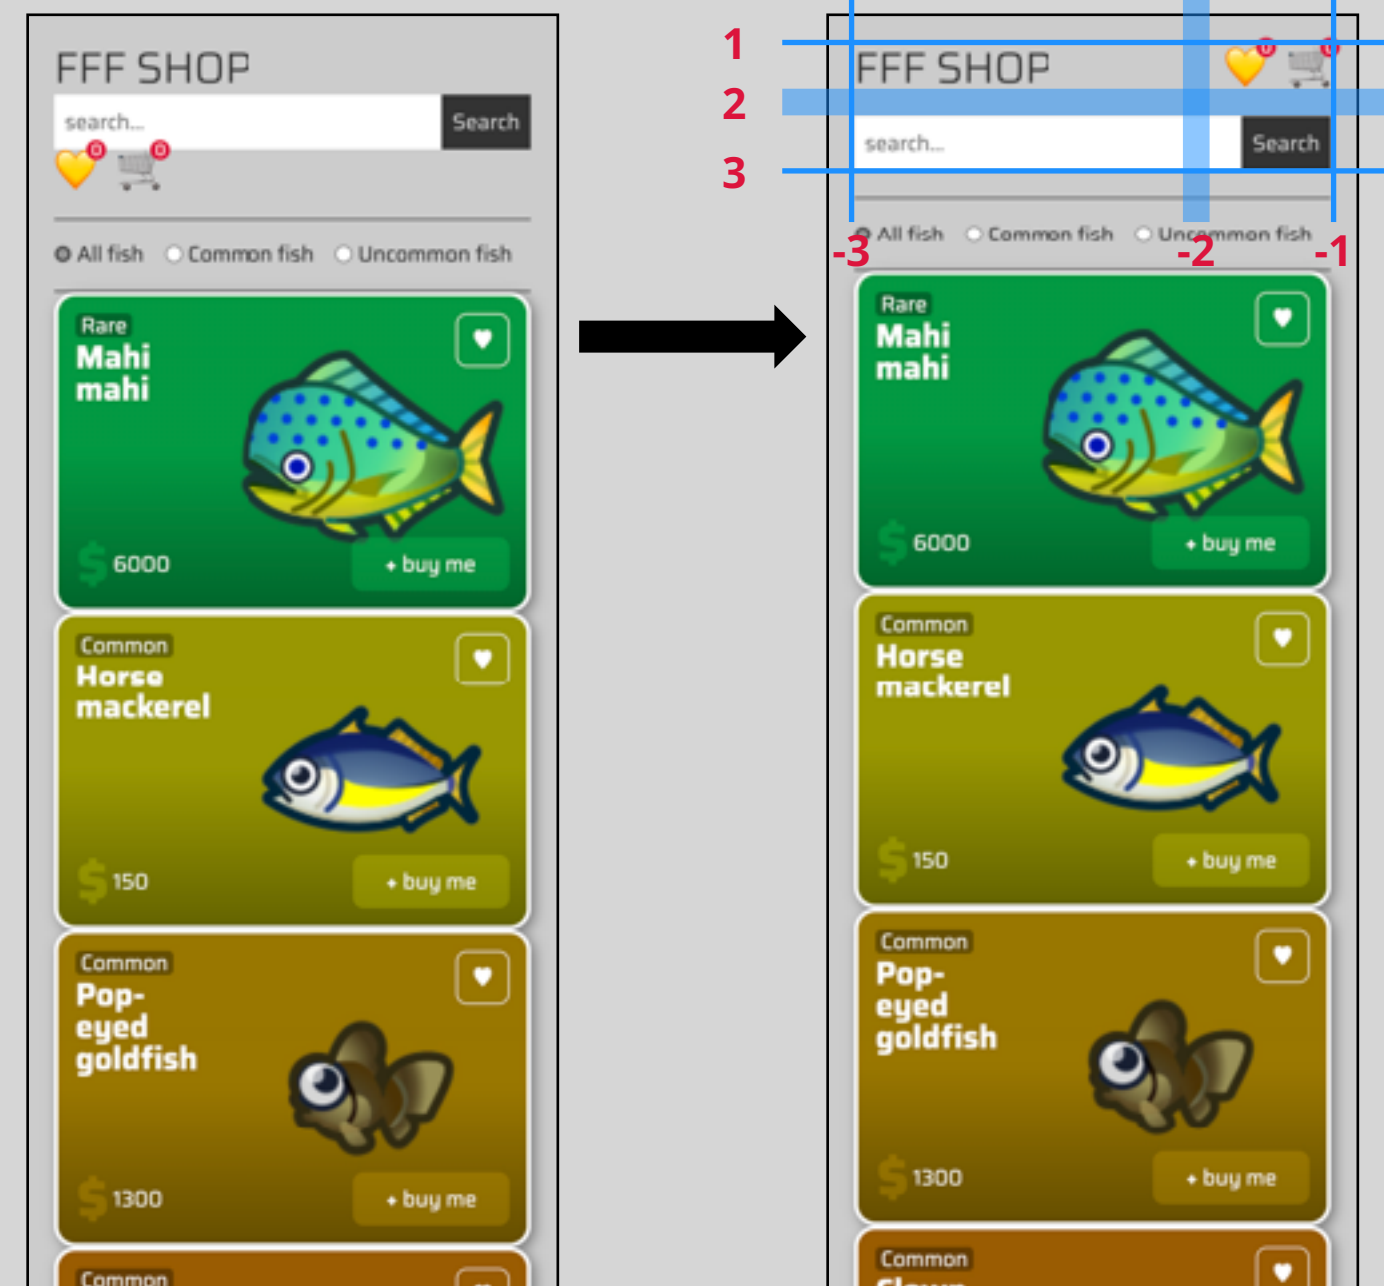 FFF SHOP
search...
Search
0
0
All fish
Common fish
Uncommon fish
Rare
Mahi
mahi
$ 6000
+ buy me
Common
Horse
mackerel
$ 150
+ buy me
Common
Pop-
eyed
goldfish
$ 1300
+ buy me
Common
1
2
3
FFF SHOP
0
0
search...
Search
-3
-2
-1
All fish
Common fish
Uncommon fish
Rare
Mahi
mahi
$ 6000
+ buy me
Common
Horse
mackerel
$ 150
+ buy me
Common
Pop-
eyed
goldfish
$ 1300
+ buy me
Common